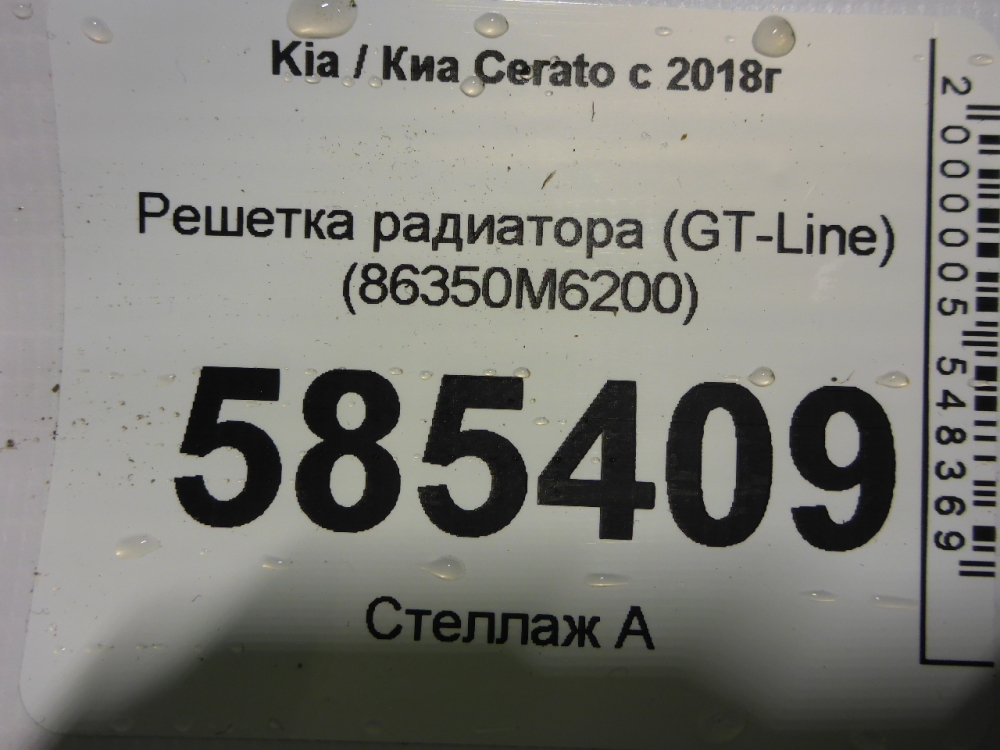 Kia / Киа Cerato с 2018г
Решетка радиатора (GT-Line)
(86350M6200)
585409
Стеллаж А
2000005548369